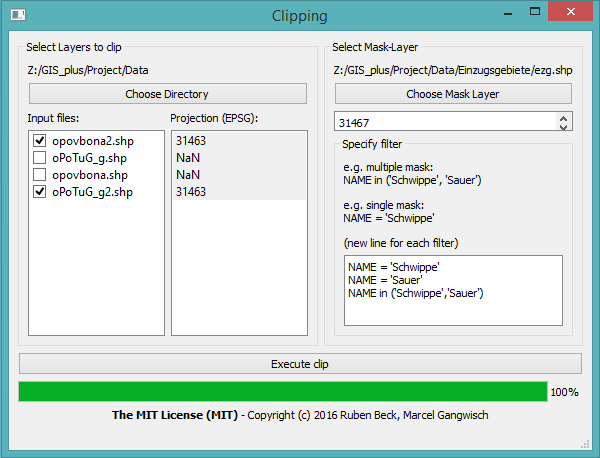 Clipping
Select Layers to clip
Z:/GIS_plus/Project/Data
Choose Directory
Input files:
Projection (EPSG):
opovbona2.shp
31463
oPoTuG_g.shp
NaN
opovbona.shp
NaN
oPoTuG_g2.shp
31463
Select Mask-Layer
Z:/GIS_plus/Project/Data/Einzugsgebiete/ezg.shp
Choose Mask Layer
31467
Specify filter
e.g. multiple mask:
NAME in ('Schwippe', 'Sauer')
e.g. single mask:
NAME = 'Schwippe'
(new line for each filter)
NAME = 'Schwippe'
NAME = 'Sauer'
NAME in ('Schwippe','Sauer')
Execute clip
100%
The MIT License (MIT) - Copyright (c) 2016 Ruben Beck, Marcel Gangwisch